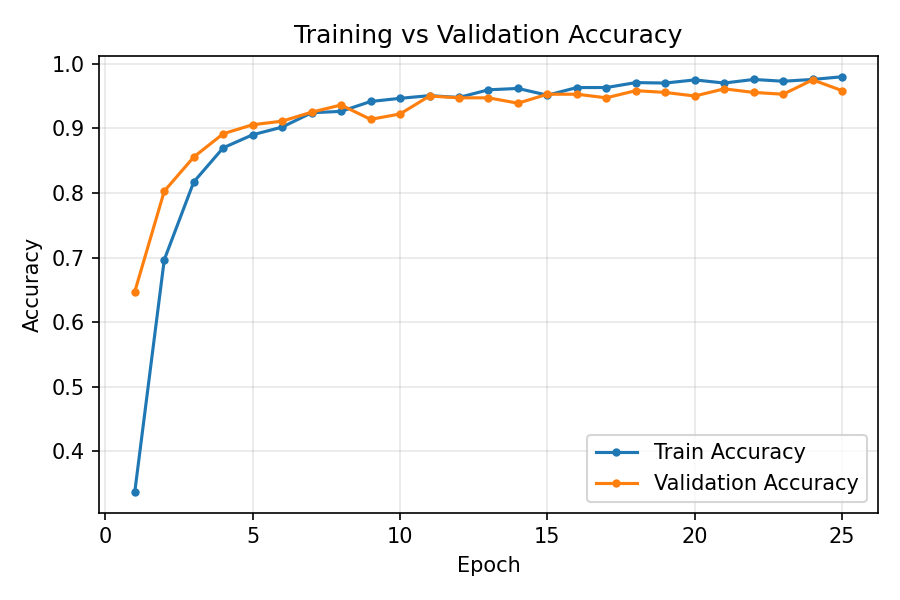 Training vs Validation Accuracy
1.0
0.9
0.8
0.7
0.6
0.5
0.4
Accuracy
Train Accuracy
Validation Accuracy
0 5 10 15 20 25
Epoch